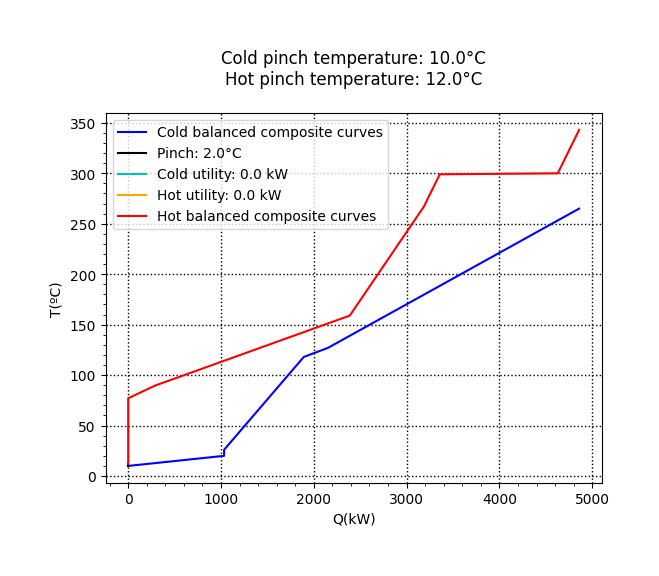 Cold pinch temperature: 10.0°C
Hot pinch temperature: 12.0°C
Cold balanced composite curves
Pinch: 2.0°C
Cold utility: 0.0 kW
Hot utility: 0.0 kW
Hot balanced composite curves
T(ºC)
350
300
250
200
150
100
50
0
0 1000 2000 3000 4000 5000
Q(kW)